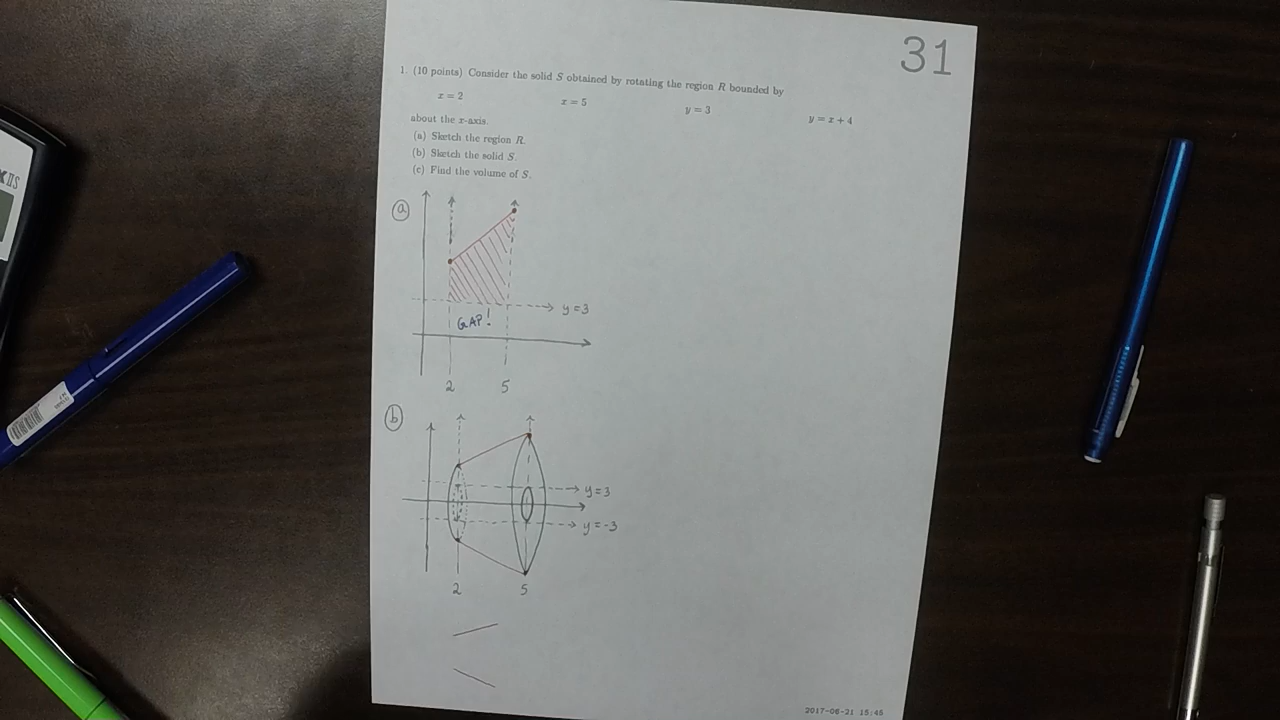 31
1. (10 points) Consider the solid S obtained by rotating the region R bounded by
x = 2 x = 5 y = 3 y = x + 4
about the x-axis.
(a) Sketch the region R.
(b) Sketch the solid S.
(c) Find the volume of S.
a
y = 3
GAP!
2 5
b
y = 3
y = -3
2 5
2017-06-21 15:45
IIS